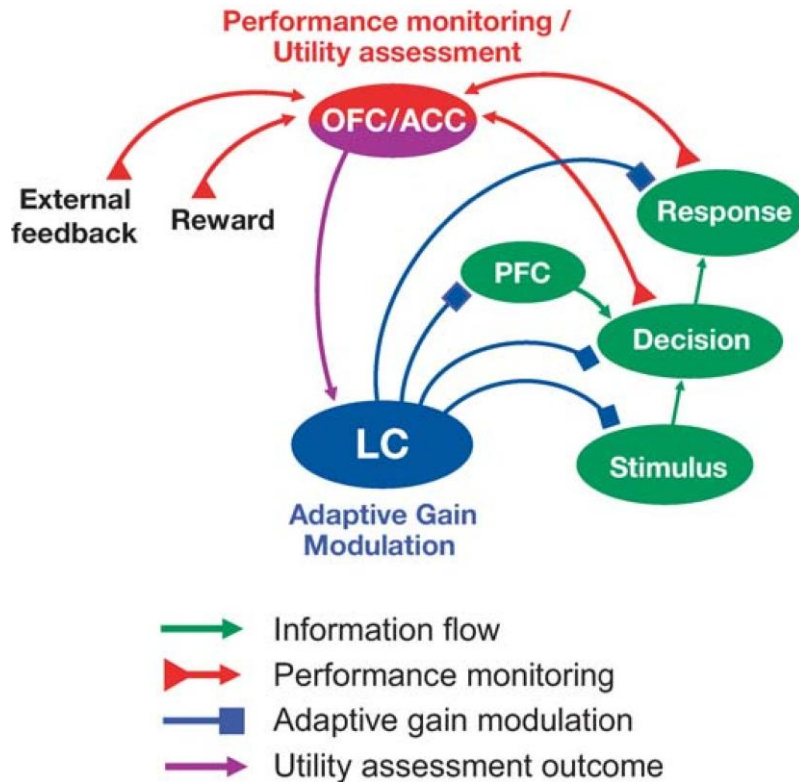 Performance monitoring /
Utility assessment
OFC/ACC
External
feedback
Reward
Response
PFC
Decision
LC
Stimulus
Adaptive Gain
Modulation
Information flow
Performance monitoring
Adaptive gain modulation
Utility assessment outcome